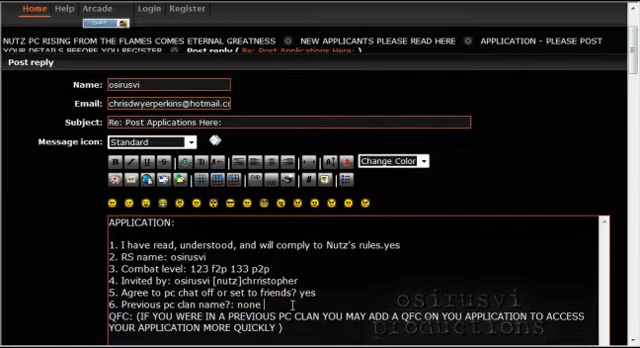 Home Help Arcade Login Register
NUTZ PC RISING FROM THE FLAMES COMES ETERNAL GREATNESS NEW APPLICANTS PLEASE READ HERE APPLICATION - PLEASE POST
YOUR DETAILS BEFORE YOU REGISTER Post reply ( Re: Post Applications Here: )
Post reply
Name: osirusvi
Email: chrisdwyerperkins@hotmail.co
Subject: Re: Post Applications Here:
Message icon: Standard
Change Color
APPLICATION:
1. I have read, understood, and will comply to Nutz's rules.yes
2. RS name: osirusvi
3. Combat level: 123 f2p 133 p2p
4. Invited by: osirusvi [nutz]chrristopher
5. Agree to pc chat off or set to friends? yes
6. Previous pc clan name?: none
QFC: (IF YOU WERE IN A PREVIOUS PC CLAN YOU MAY ADD A QFC ON YOU APPLICATION TO ACCESS
YOUR APPLICATION MORE QUICKLY )
osirusvi
productions